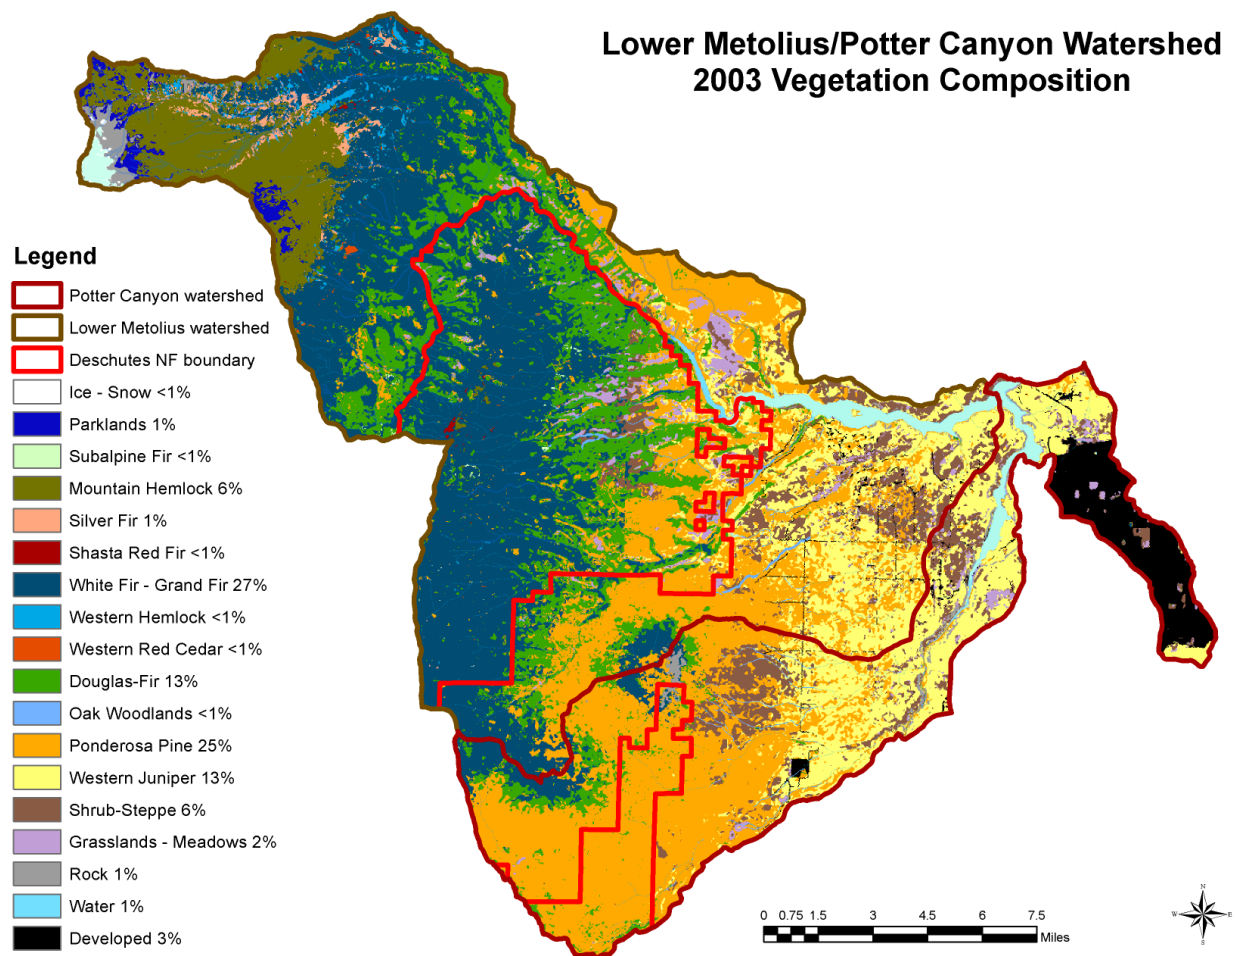 Lower Metolius/Potter Canyon Watershed
2003 Vegetation Composition
Legend
Potter Canyon watershed
Lower Metolius watershed
Deschutes NF boundary
Ice - Snow <1%
Parklands 1%
Subalpine Fir <1%
Mountain Hemlock 6%
Silver Fir 1%
Shasta Red Fir <1%
White Fir - Grand Fir 27%
Western Hemlock <1%
Western Red Cedar <1%
Douglas-Fir 13%
Oak Woodlands <1%
Ponderosa Pine 25%
Western Juniper 13%
Shrub-Steppe 6%
Grasslands - Meadows 2%
Rock 1%
Water 1%
Developed 3%
0 0.75 1.5 3 4.5 6 7.5
Miles
N
W E
S